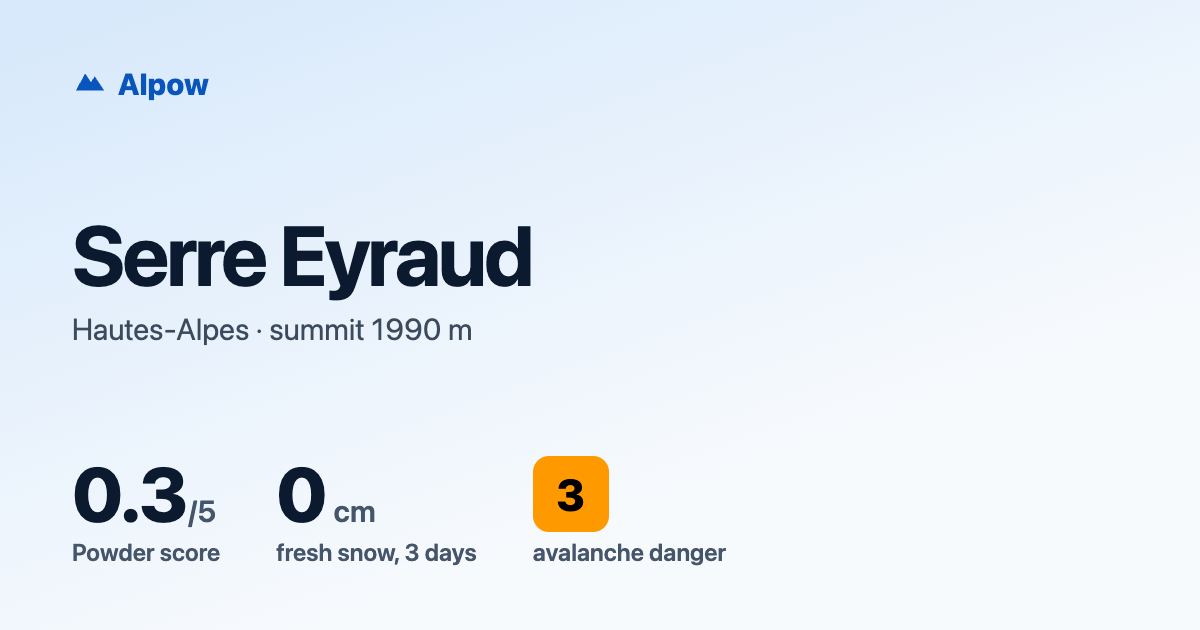 Alpow
Serre Eyraud
Hautes-Alpes · summit 1990 m
0.3/5
Powder score
0 cm
fresh snow, 3 days
3
avalanche danger